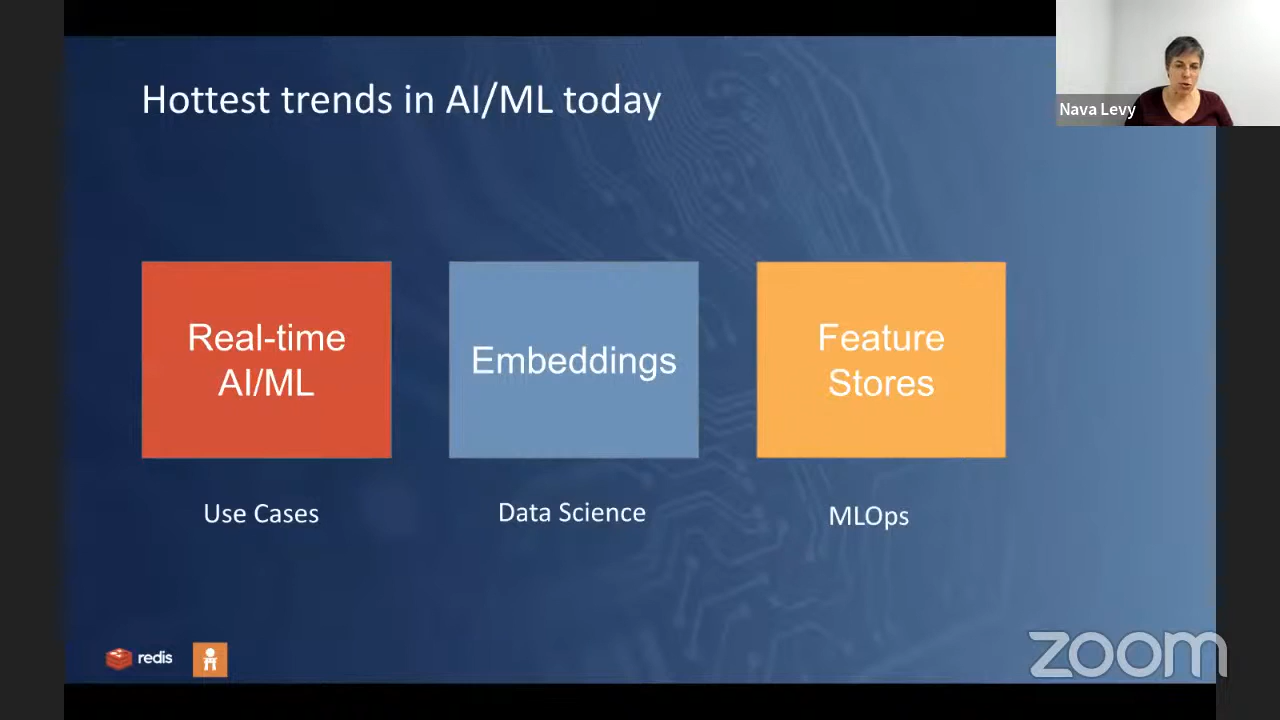 Hottest trends in AI/ML today
Nava Levy
Real-time
AI/ML
Embeddings
Feature
Stores
Use Cases
Data Science
MLOps
redis
zoom